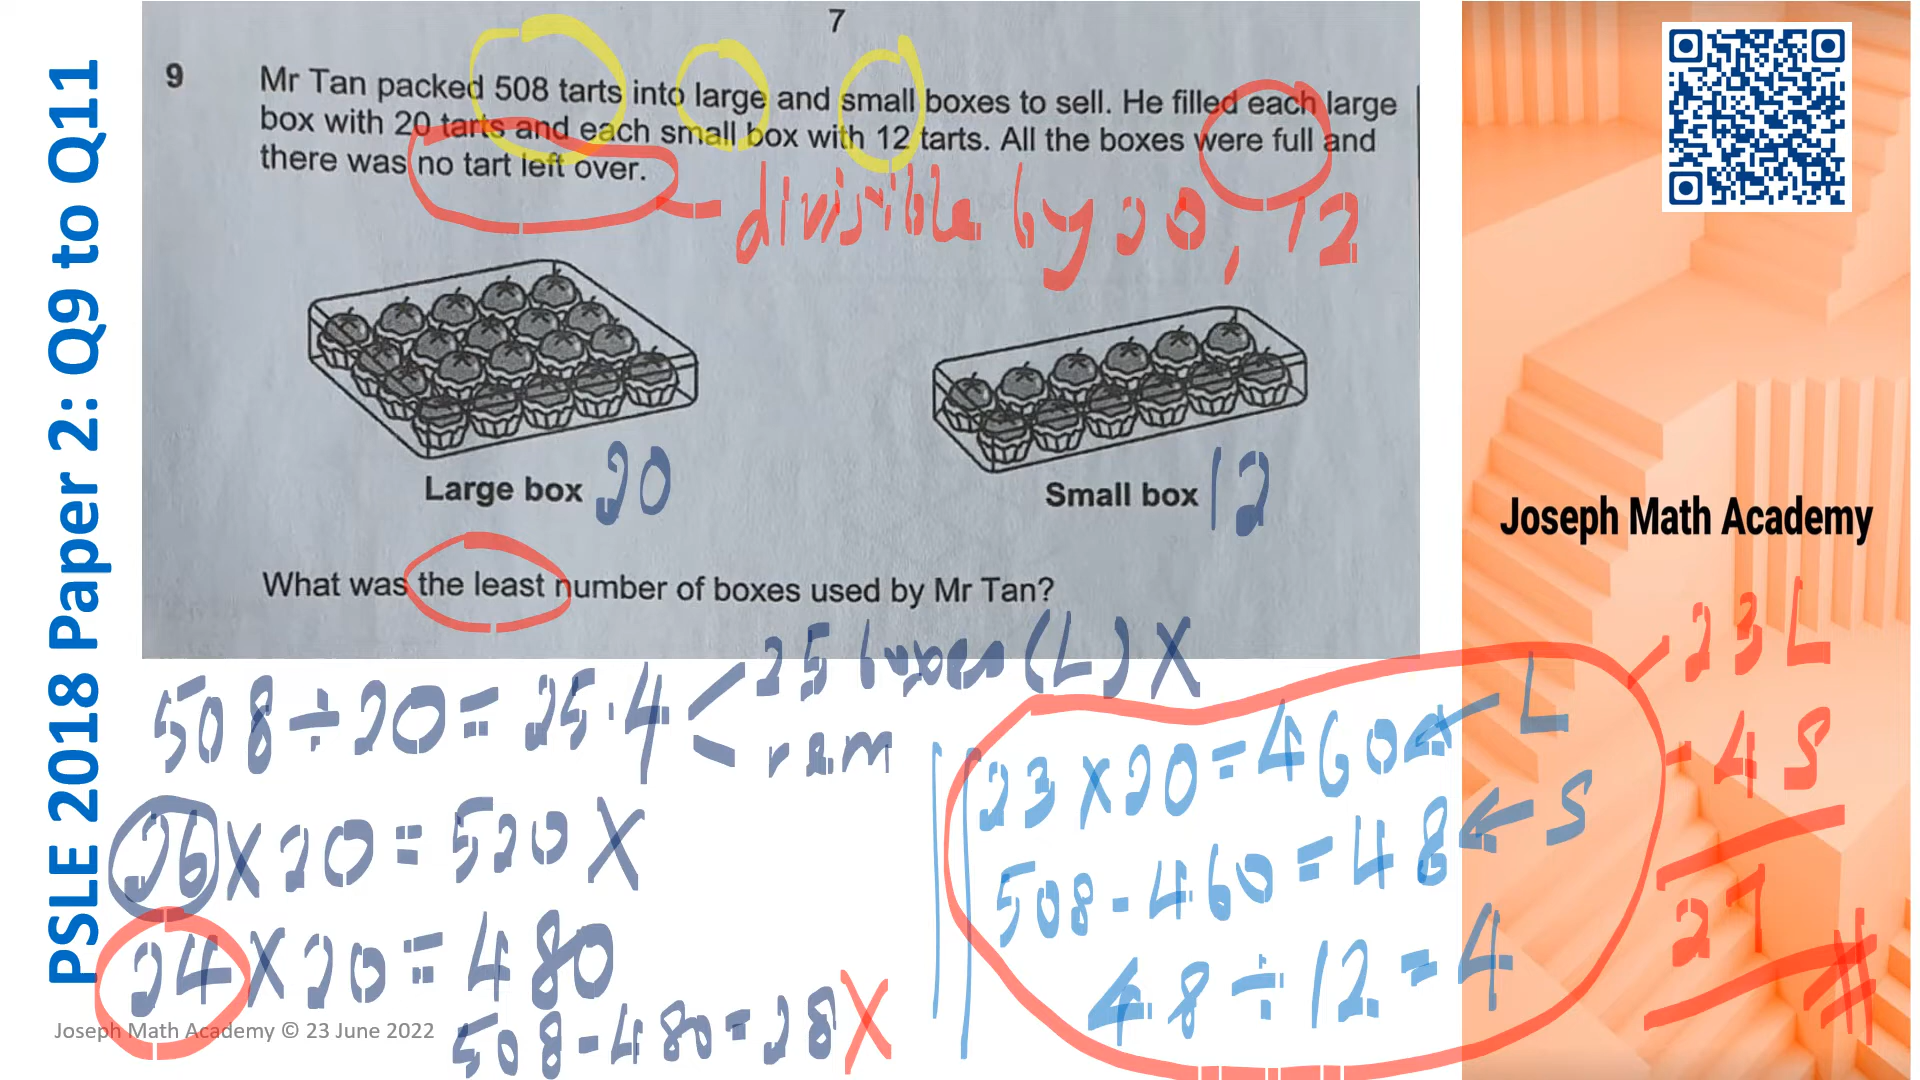 7
PSLE 2018 Paper 2: Q9 to Q11
9 Mr Tan packed 508 tarts into large and small boxes to sell. He filled each large
box with 20 tarts and each small box with 12 tarts. All the boxes were full and
there was no tart left over.
divisible by 20, 12
Large box 20
Small box 12
What was the least number of boxes used by Mr Tan?
Joseph Math Academy
508 ÷ 20 = 25.4 < 25 boxes (L) X
rem
26 X 20 = 520 X
24 X 20 = 480
508 - 480 = 28 X
23 X 20 = 460 ← L
508 - 460 = 48 ← S
48 ÷ 12 = 4
23L
4S
27 #
Joseph Math Academy © 23 June 2022